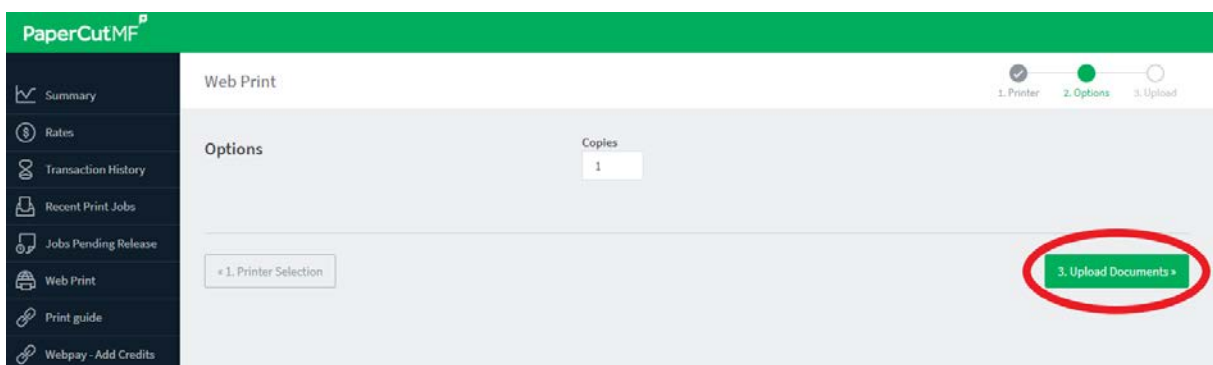 PaperCutMF
Summary
Rates
Transaction History
Recent Print Jobs
Jobs Pending Release
Web Print
Print guide
Webpay - Add Credits
Web Print
1. Printer
2. Options
3. Upload
Options
Copies
1
« 1. Printer Selection
3. Upload Documents »